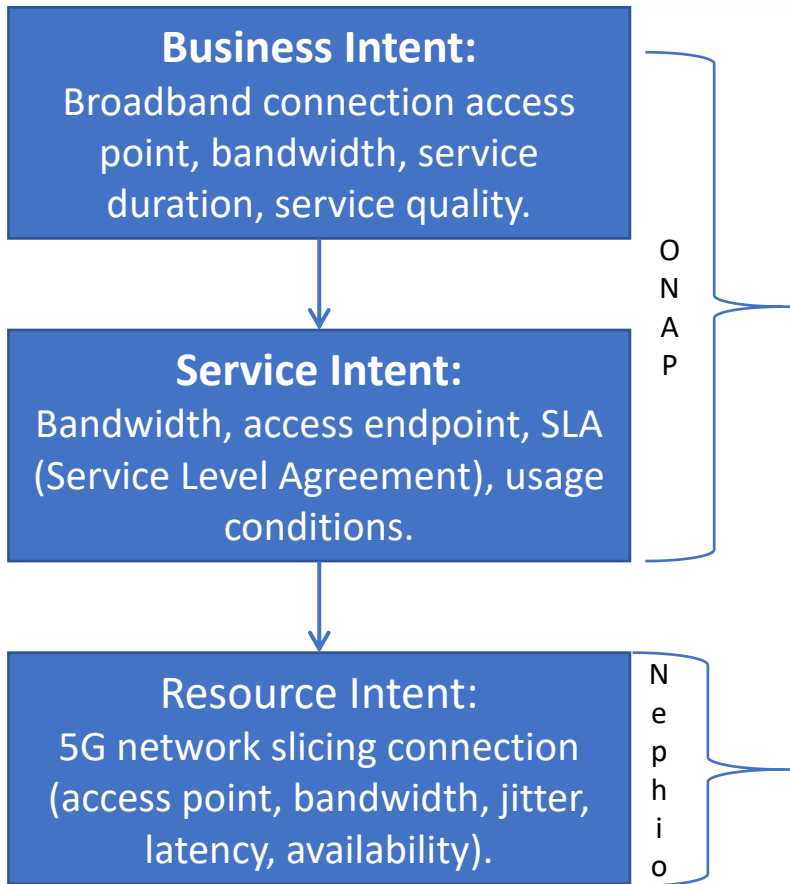 Business Intent:
Broadband connection access
point, bandwidth, service
duration, service quality.
O
N
A
P
Service Intent:
Bandwidth, access endpoint, SLA
(Service Level Agreement), usage
conditions.
Resource Intent:
5G network slicing connection
(access point, bandwidth, jitter,
latency, availability).
N
e
p
h
i
o